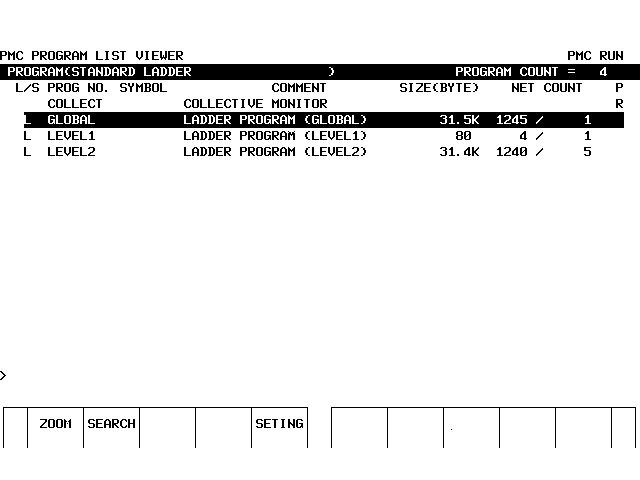 PMC PROGRAM LIST VIEWER PMC RUN
PROGRAM(STANDARD LADDER ) PROGRAM COUNT = 4
L/S PROG NO. SYMBOL COMMENT SIZE(BYTE) NET COUNT P
COLLECT COLLECTIVE MONITOR R
L GLOBAL LADDER PROGRAM (GLOBAL) 31.5K 1245 / 1
L LEVEL1 LADDER PROGRAM (LEVEL1) 80 4 / 1
L LEVEL2 LADDER PROGRAM (LEVEL2) 31.4K 1240 / 5
>
ZOOM SEARCH SETING